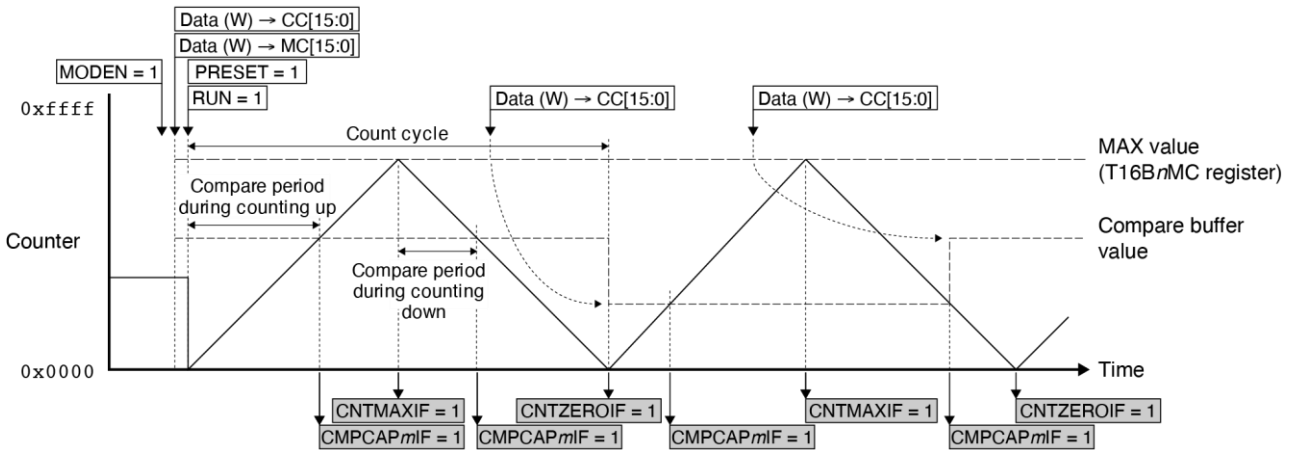 Data (W) → CC[15:0]
Data (W) → MC[15:0]
MODEN = 1
PRESET = 1
RUN = 1
Data (W) → CC[15:0]
Data (W) → CC[15:0]
0xffff
Count cycle
MAX value
(T16BnMC register)
Compare period
during counting up
Counter
Compare buffer
value
Compare period
during counting
down
0x0000
Time
CNTMAXIF = 1
CNTZEROIF = 1
CNTMAXIF = 1
CNTZEROIF = 1
CMPCAPmIF = 1
CMPCAPmIF = 1
CMPCAPmIF = 1
CMPCAPmIF = 1